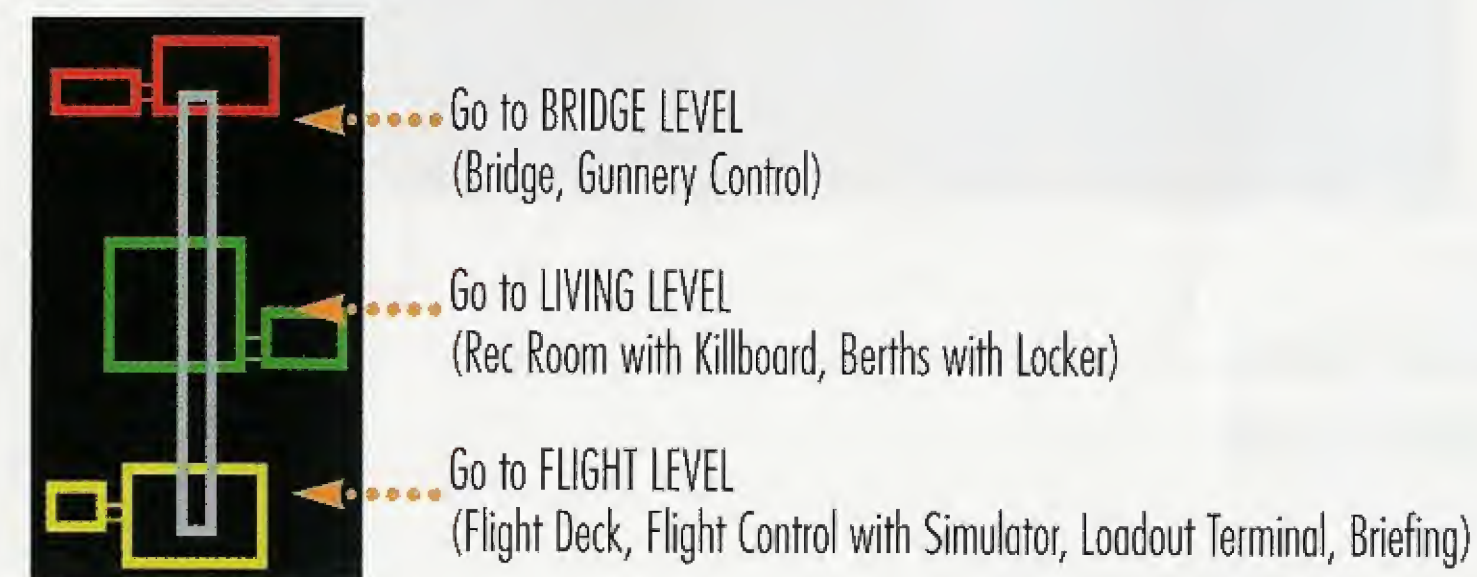 Go to BRIDGE LEVEL
(Bridge, Gunnery Control)
Go to LIVING LEVEL
(Rec Room with Killboard, Berths with Locker)
Go to FLIGHT LEVEL
(Flight Deck, Flight Control with Simulator, Loadout Terminal, Briefing)